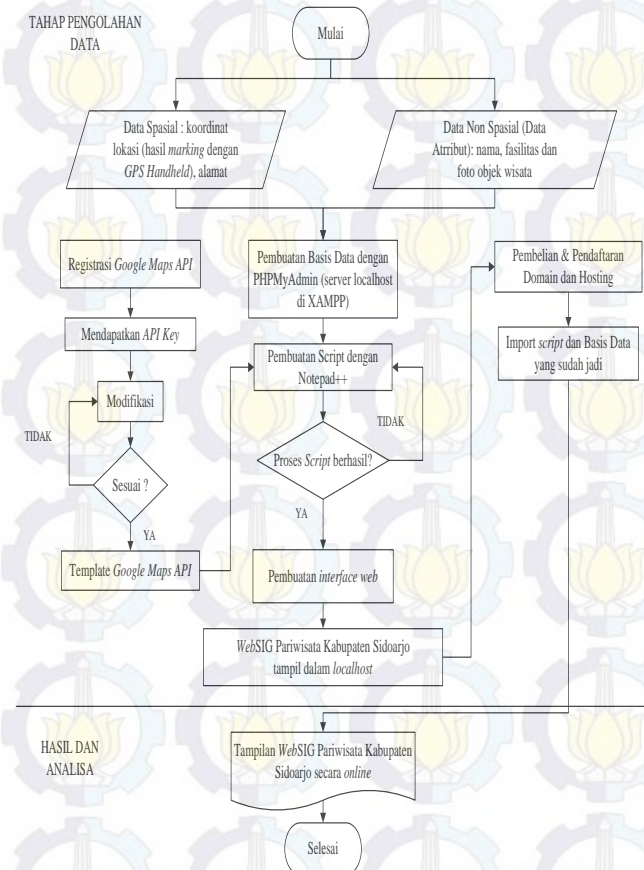 TAHAP PENGOLAHAN
DATA
Mulai
Data Spasial : koordinat
lokasi (hasil marking dengan
GPS Handheld), alamat
Data Non Spasial (Data
Atrribut): nama, fasilitas dan
foto objek wisata
Registrasi Google Maps API
Mendapatkan API Key
Modifikasi
TIDAK
Sesuai ?
YA
Template Google Maps API
Pembuatan Basis Data dengan
PHPMyAdmin (server localhost
di XAMPP)
Pembuatan Script dengan
Notepad++
TIDAK
Proses Script berhasil?
YA
Pembuatan interface web
WebSIG Pariwisata Kabupaten Sidoarjo
tampil dalam localhost
Pembelian & Pendaftaran
Domain dan Hosting
Import script dan Basis Data
yang sudah jadi
HASIL DAN
ANALISA
Tampilan WebSIG Pariwisata Kabupaten
Sidoarjo secara online
Selesai